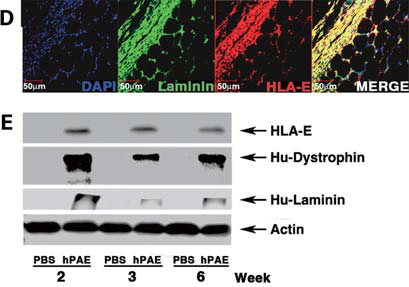 D
50μm DAPI 50μm Laminin 50μm HLA-E 50μm MERGE
E
HLA-E
Hu-Dystrophin
Hu-Laminin
Actin
PBS hPAE PBS hPAE PBS hPAE
2 3 6 Week